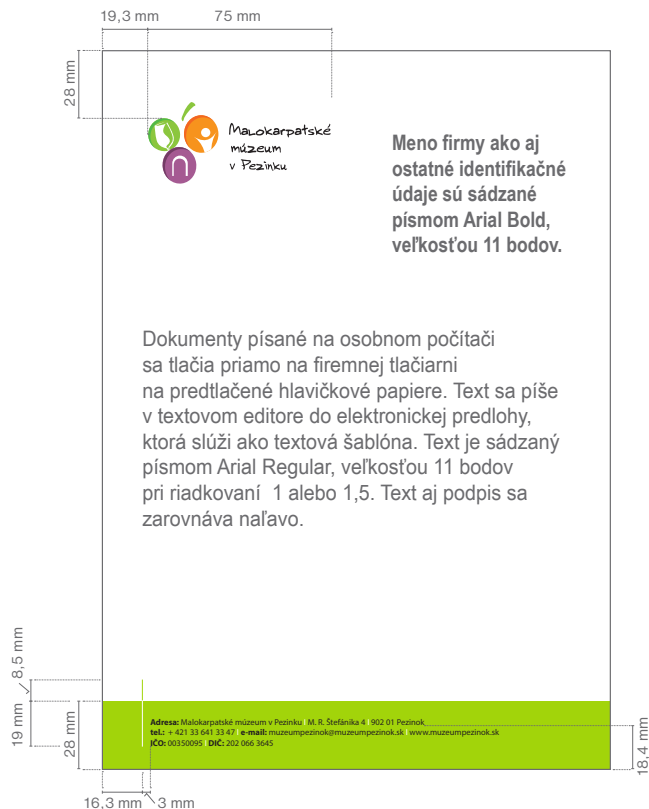 19,3 mm
75 mm
28 mm
Malokarpatské
múzeum
v Pezinku
Meno firmy ako aj
ostatné identifikačné
údaje sú sádzané
písmom Arial Bold,
veľkosťou 11 bodov.
Dokumenty písané na osobnom počítači
sa tlačia priamo na firemnej tlačiarni
na predtlačené hlavičkové papiere. Text sa píše
v textovom editore do elektronickej predlohy,
ktorá slúži ako textová šablóna. Text je sádzaný
písmom Arial Regular, veľkosťou 11 bodov
pri riadkovaní  1 alebo 1,5. Text aj podpis sa
zarovnáva naľavo.
8,5 mm
19 mm
28 mm
Adresa: Malokarpatské múzeum v Pezinku | M. R. Štefánika 4 | 902 01 Pezinok
tel.: + 421 33 641 33 47 | e-mail: muzeumpezinok@muzeumpezinok.sk | www.muzeumpezinok.sk
IČO: 00350095 | DIČ: 202 066 3645
18,4 mm
16,3 mm
3 mm